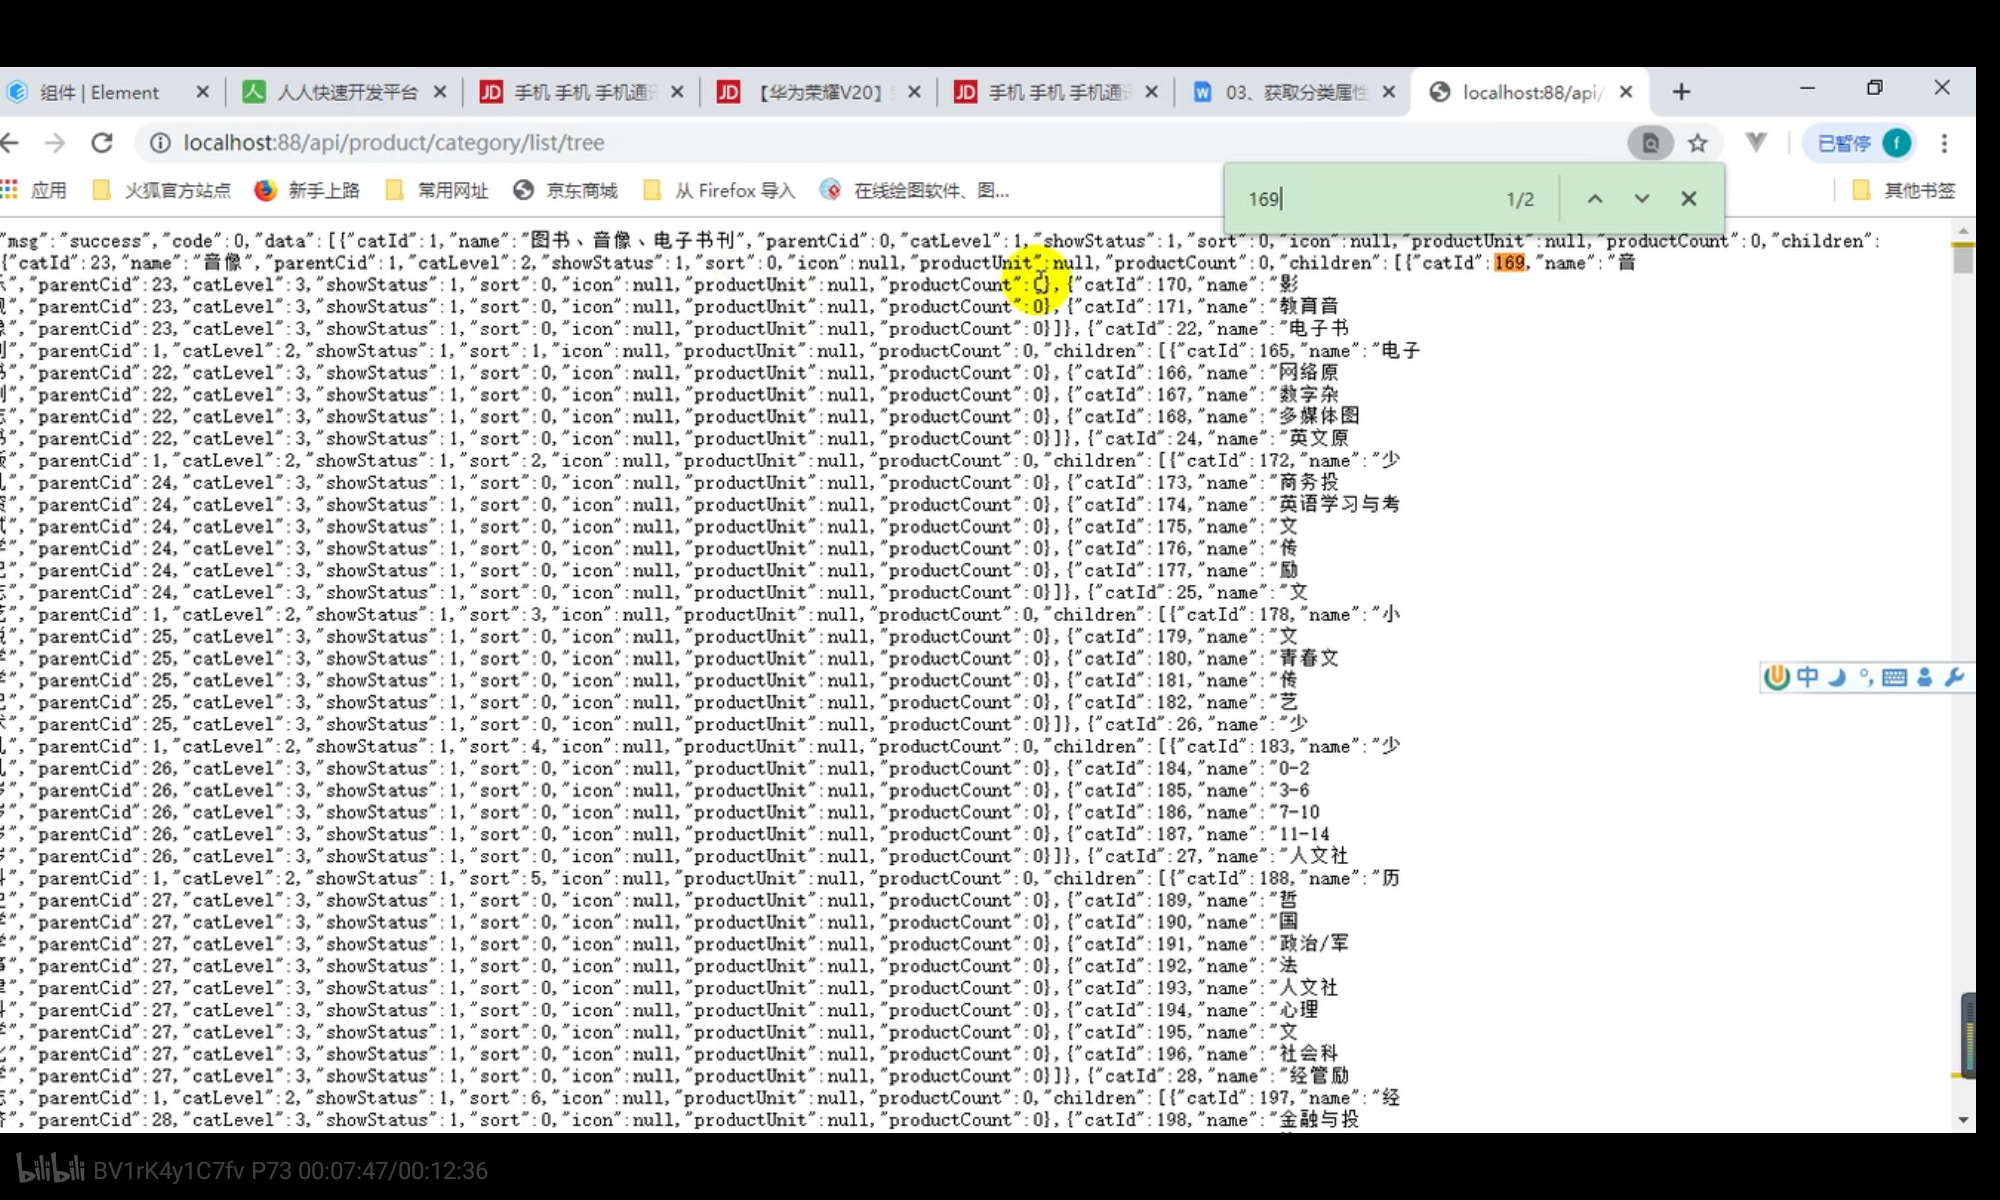 组件 | Element
人人快速开发平台
JD 手机 手机 手机通
JD 【华为荣耀V20】
JD 手机 手机 手机通
W 03、获取分类属性
localhost:88/api/
localhost:88/api/product/category/list/tree
已暂停 f
应用 火狐官方站点 新手上路 常用网址 京东商城 从 Firefox 导入 在线绘图软件、图... 其他书签
169 1/2
"msg":"success","code":0,"data":[{"catId":1,"name":"图书、音像、电子书刊","parentCid":0,"catLevel":1,"showStatus":1,"sort":0,"icon":null,"productUnit":null,"productCount":0,"children":
[{"catId":23,"name":"音像","parentCid":1,"catLevel":2,"showStatus":1,"sort":0,"icon":null,"productUnit":null,"productCount":0,"children":[{"catId":169,"name":"音
","parentCid":23,"catLevel":3,"showStatus":1,"sort":0,"icon":null,"productUnit":null,"productCount":0},{"catId":170,"name":"影
","parentCid":23,"catLevel":3,"showStatus":1,"sort":0,"icon":null,"productUnit":null,"productCount":0},{"catId":171,"name":"教育音
","parentCid":23,"catLevel":3,"showStatus":1,"sort":0,"icon":null,"productUnit":null,"productCount":0}]},{"catId":22,"name":"电子书
","parentCid":1,"catLevel":2,"showStatus":1,"sort":1,"icon":null,"productUnit":null,"productCount":0,"children":[{"catId":165,"name":"电子
","parentCid":22,"catLevel":3,"showStatus":1,"sort":0,"icon":null,"productUnit":null,"productCount":0},{"catId":166,"name":"网络原
","parentCid":22,"catLevel":3,"showStatus":1,"sort":0,"icon":null,"productUnit":null,"productCount":0},{"catId":167,"name":"数字杂
","parentCid":22,"catLevel":3,"showStatus":1,"sort":0,"icon":null,"productUnit":null,"productCount":0},{"catId":168,"name":"多媒体图
","parentCid":22,"catLevel":3,"showStatus":1,"sort":0,"icon":null,"productUnit":null,"productCount":0}]},{"catId":24,"name":"英文原
","parentCid":1,"catLevel":2,"showStatus":1,"sort":2,"icon":null,"productUnit":null,"productCount":0,"children":[{"catId":172,"name":"少
","parentCid":24,"catLevel":3,"showStatus":1,"sort":0,"icon":null,"productUnit":null,"productCount":0},{"catId":173,"name":"商务投
","parentCid":24,"catLevel":3,"showStatus":1,"sort":0,"icon":null,"productUnit":null,"productCount":0},{"catId":174,"name":"英语学习与考
","parentCid":24,"catLevel":3,"showStatus":1,"sort":0,"icon":null,"productUnit":null,"productCount":0},{"catId":175,"name":"文
","parentCid":24,"catLevel":3,"showStatus":1,"sort":0,"icon":null,"productUnit":null,"productCount":0},{"catId":176,"name":"传
","parentCid":24,"catLevel":3,"showStatus":1,"sort":0,"icon":null,"productUnit":null,"productCount":0},{"catId":177,"name":"励
","parentCid":24,"catLevel":3,"showStatus":1,"sort":0,"icon":null,"productUnit":null,"productCount":0}]},{"catId":25,"name":"文
","parentCid":1,"catLevel":2,"showStatus":1,"sort":3,"icon":null,"productUnit":null,"productCount":0,"children":[{"catId":178,"name":"小
","parentCid":25,"catLevel":3,"showStatus":1,"sort":0,"icon":null,"productUnit":null,"productCount":0},{"catId":179,"name":"文
","parentCid":25,"catLevel":3,"showStatus":1,"sort":0,"icon":null,"productUnit":null,"productCount":0},{"catId":180,"name":"青春文
","parentCid":25,"catLevel":3,"showStatus":1,"sort":0,"icon":null,"productUnit":null,"productCount":0},{"catId":181,"name":"传
","parentCid":25,"catLevel":3,"showStatus":1,"sort":0,"icon":null,"productUnit":null,"productCount":0},{"catId":182,"name":"艺
","parentCid":25,"catLevel":3,"showStatus":1,"sort":0,"icon":null,"productUnit":null,"productCount":0}]},{"catId":26,"name":"少
","parentCid":1,"catLevel":2,"showStatus":1,"sort":4,"icon":null,"productUnit":null,"productCount":0,"children":[{"catId":183,"name":"少
","parentCid":26,"catLevel":3,"showStatus":1,"sort":0,"icon":null,"productUnit":null,"productCount":0},{"catId":184,"name":"0-2
","parentCid":26,"catLevel":3,"showStatus":1,"sort":0,"icon":null,"productUnit":null,"productCount":0},{"catId":185,"name":"3-6
","parentCid":26,"catLevel":3,"showStatus":1,"sort":0,"icon":null,"productUnit":null,"productCount":0},{"catId":186,"name":"7-10
","parentCid":26,"catLevel":3,"showStatus":1,"sort":0,"icon":null,"productUnit":null,"productCount":0},{"catId":187,"name":"11-14
","parentCid":26,"catLevel":3,"showStatus":1,"sort":0,"icon":null,"productUnit":null,"productCount":0}]},{"catId":27,"name":"人文社
","parentCid":1,"catLevel":2,"showStatus":1,"sort":5,"icon":null,"productUnit":null,"productCount":0,"children":[{"catId":188,"name":"历
","parentCid":27,"catLevel":3,"showStatus":1,"sort":0,"icon":null,"productUnit":null,"productCount":0},{"catId":189,"name":"哲
","parentCid":27,"catLevel":3,"showStatus":1,"sort":0,"icon":null,"productUnit":null,"productCount":0},{"catId":190,"name":"国
","parentCid":27,"catLevel":3,"showStatus":1,"sort":0,"icon":null,"productUnit":null,"productCount":0},{"catId":191,"name":"政治/军
","parentCid":27,"catLevel":3,"showStatus":1,"sort":0,"icon":null,"productUnit":null,"productCount":0},{"catId":192,"name":"法
","parentCid":27,"catLevel":3,"showStatus":1,"sort":0,"icon":null,"productUnit":null,"productCount":0},{"catId":193,"name":"人文社
","parentCid":27,"catLevel":3,"showStatus":1,"sort":0,"icon":null,"productUnit":null,"productCount":0},{"catId":194,"name":"心理
","parentCid":27,"catLevel":3,"showStatus":1,"sort":0,"icon":null,"productUnit":null,"productCount":0},{"catId":195,"name":"文
","parentCid":27,"catLevel":3,"showStatus":1,"sort":0,"icon":null,"productUnit":null,"productCount":0},{"catId":196,"name":"社会科
","parentCid":27,"catLevel":3,"showStatus":1,"sort":0,"icon":null,"productUnit":null,"productCount":0}]},{"catId":28,"name":"经管励
","parentCid":1,"catLevel":2,"showStatus":1,"sort":6,"icon":null,"productUnit":null,"productCount":0,"children":[{"catId":197,"name":"经
","parentCid":28,"catLevel":3,"showStatus":1,"sort":0,"icon":null,"productUnit":null,"productCount":0},{"catId":198,"name":"金融与投
中
bilibili BV1rK4y1C7fv P73 00:07:47/00:12:36